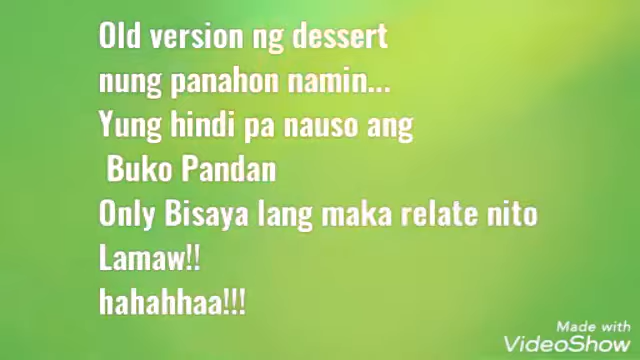 Old version ng dessert
nung panahon namin...
Yung hindi pa nauso ang
Buko Pandan
Only Bisaya lang maka relate nito
Lamaw!!
hahahhaa!!!
Made with
VideoShow